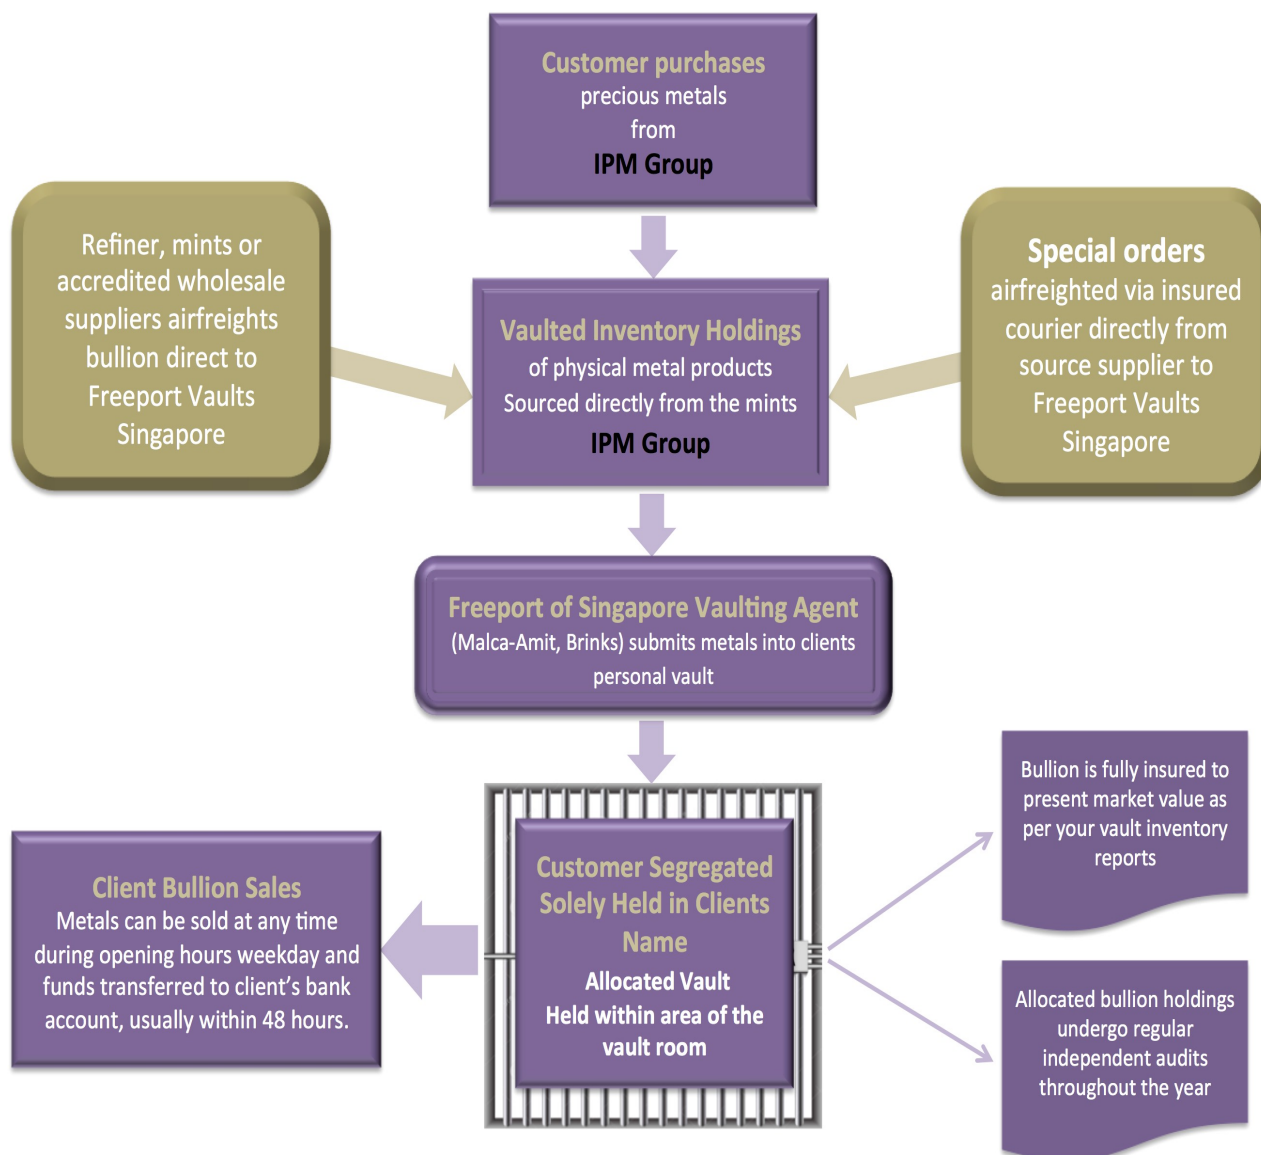 Customer purchases
precious metals
from
IPM Group
Refiner, mints or
accredited wholesale
suppliers airfreights
bullion direct to
Freeport Vaults
Singapore
Vaulted Inventory Holdings
of physical metal products
Sourced directly from the mints
IPM Group
Special orders
airfreighted via insured
courier directly from
source supplier to
Freeport Vaults
Singapore
Freeport of Singapore Vaulting Agent
(Malca-Amit, Brinks) submits metals into clients
personal vault
Client Bullion Sales
Metals can be sold at any time
during opening hours weekday and
funds transferred to client’s bank
account, usually within 48 hours.
Customer Segregated
Solely Held in Clients
Name
Allocated Vault
Held within area of the
vault room
Bullion is fully insured to
present market value as
per your vault inventory
reports
Allocated bullion holdings
undergo regular
independent audits
throughout the year